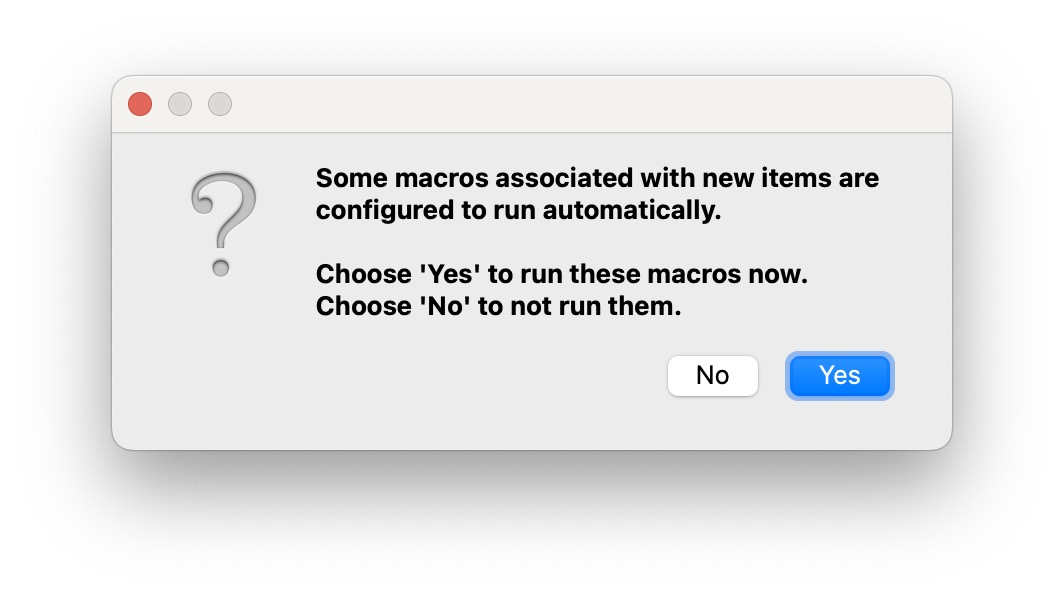 Some macros associated with new items are
configured to run automatically.
Choose 'Yes' to run these macros now.
Choose 'No' to not run them.
No
Yes